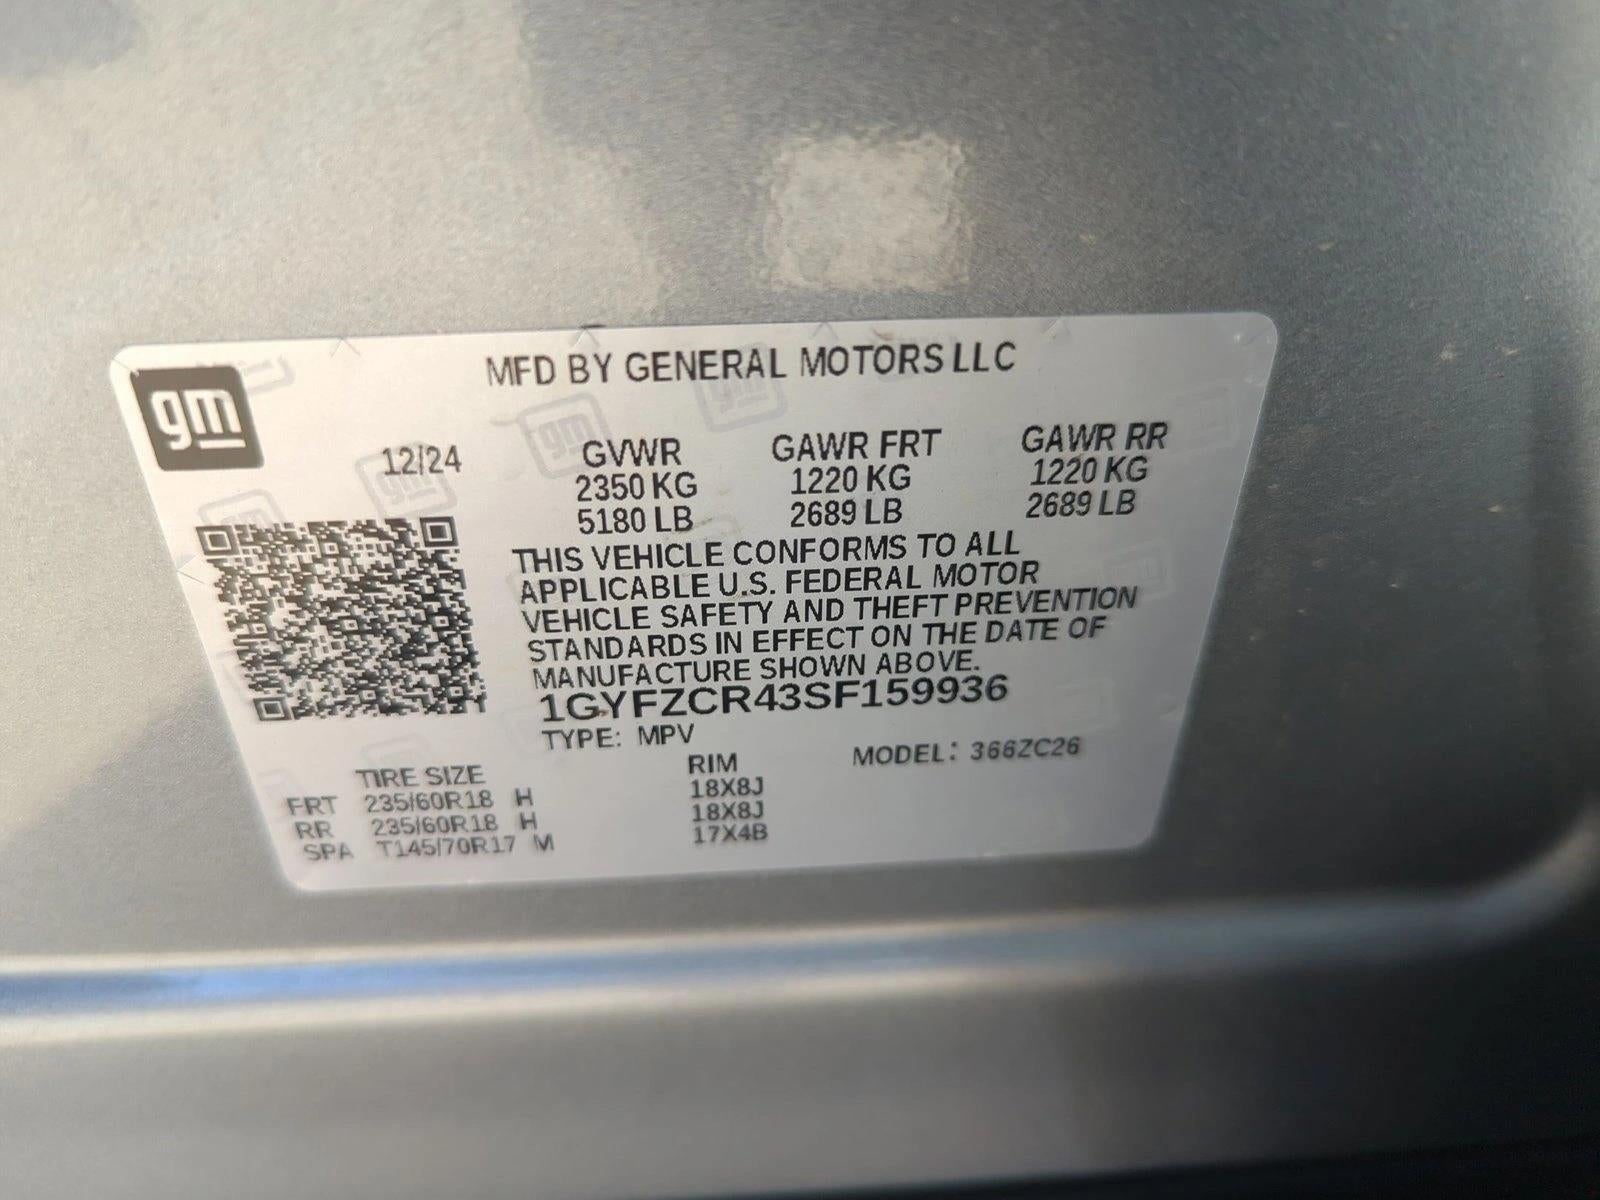 MFD BY GENERAL MOTORS LLC
gm
12/24 GVWR GAWR FRT GAWR RR
2350 KG 1220 KG 1220 KG
5180 LB 2689 LB 2689 LB
THIS VEHICLE CONFORMS TO ALL
APPLICABLE U.S. FEDERAL MOTOR
VEHICLE SAFETY AND THEFT PREVENTION
STANDARDS IN EFFECT ON THE DATE OF
MANUFACTURE SHOWN ABOVE.
1GYFZCR43SF159936
TYPE: MPV
MODEL: 366ZC26
TIRE SIZE RIM
FRT 235/60R18 H 18X8J
RR 235/60R18 H 18X8J
SPA T145/70R17 M 17X4B